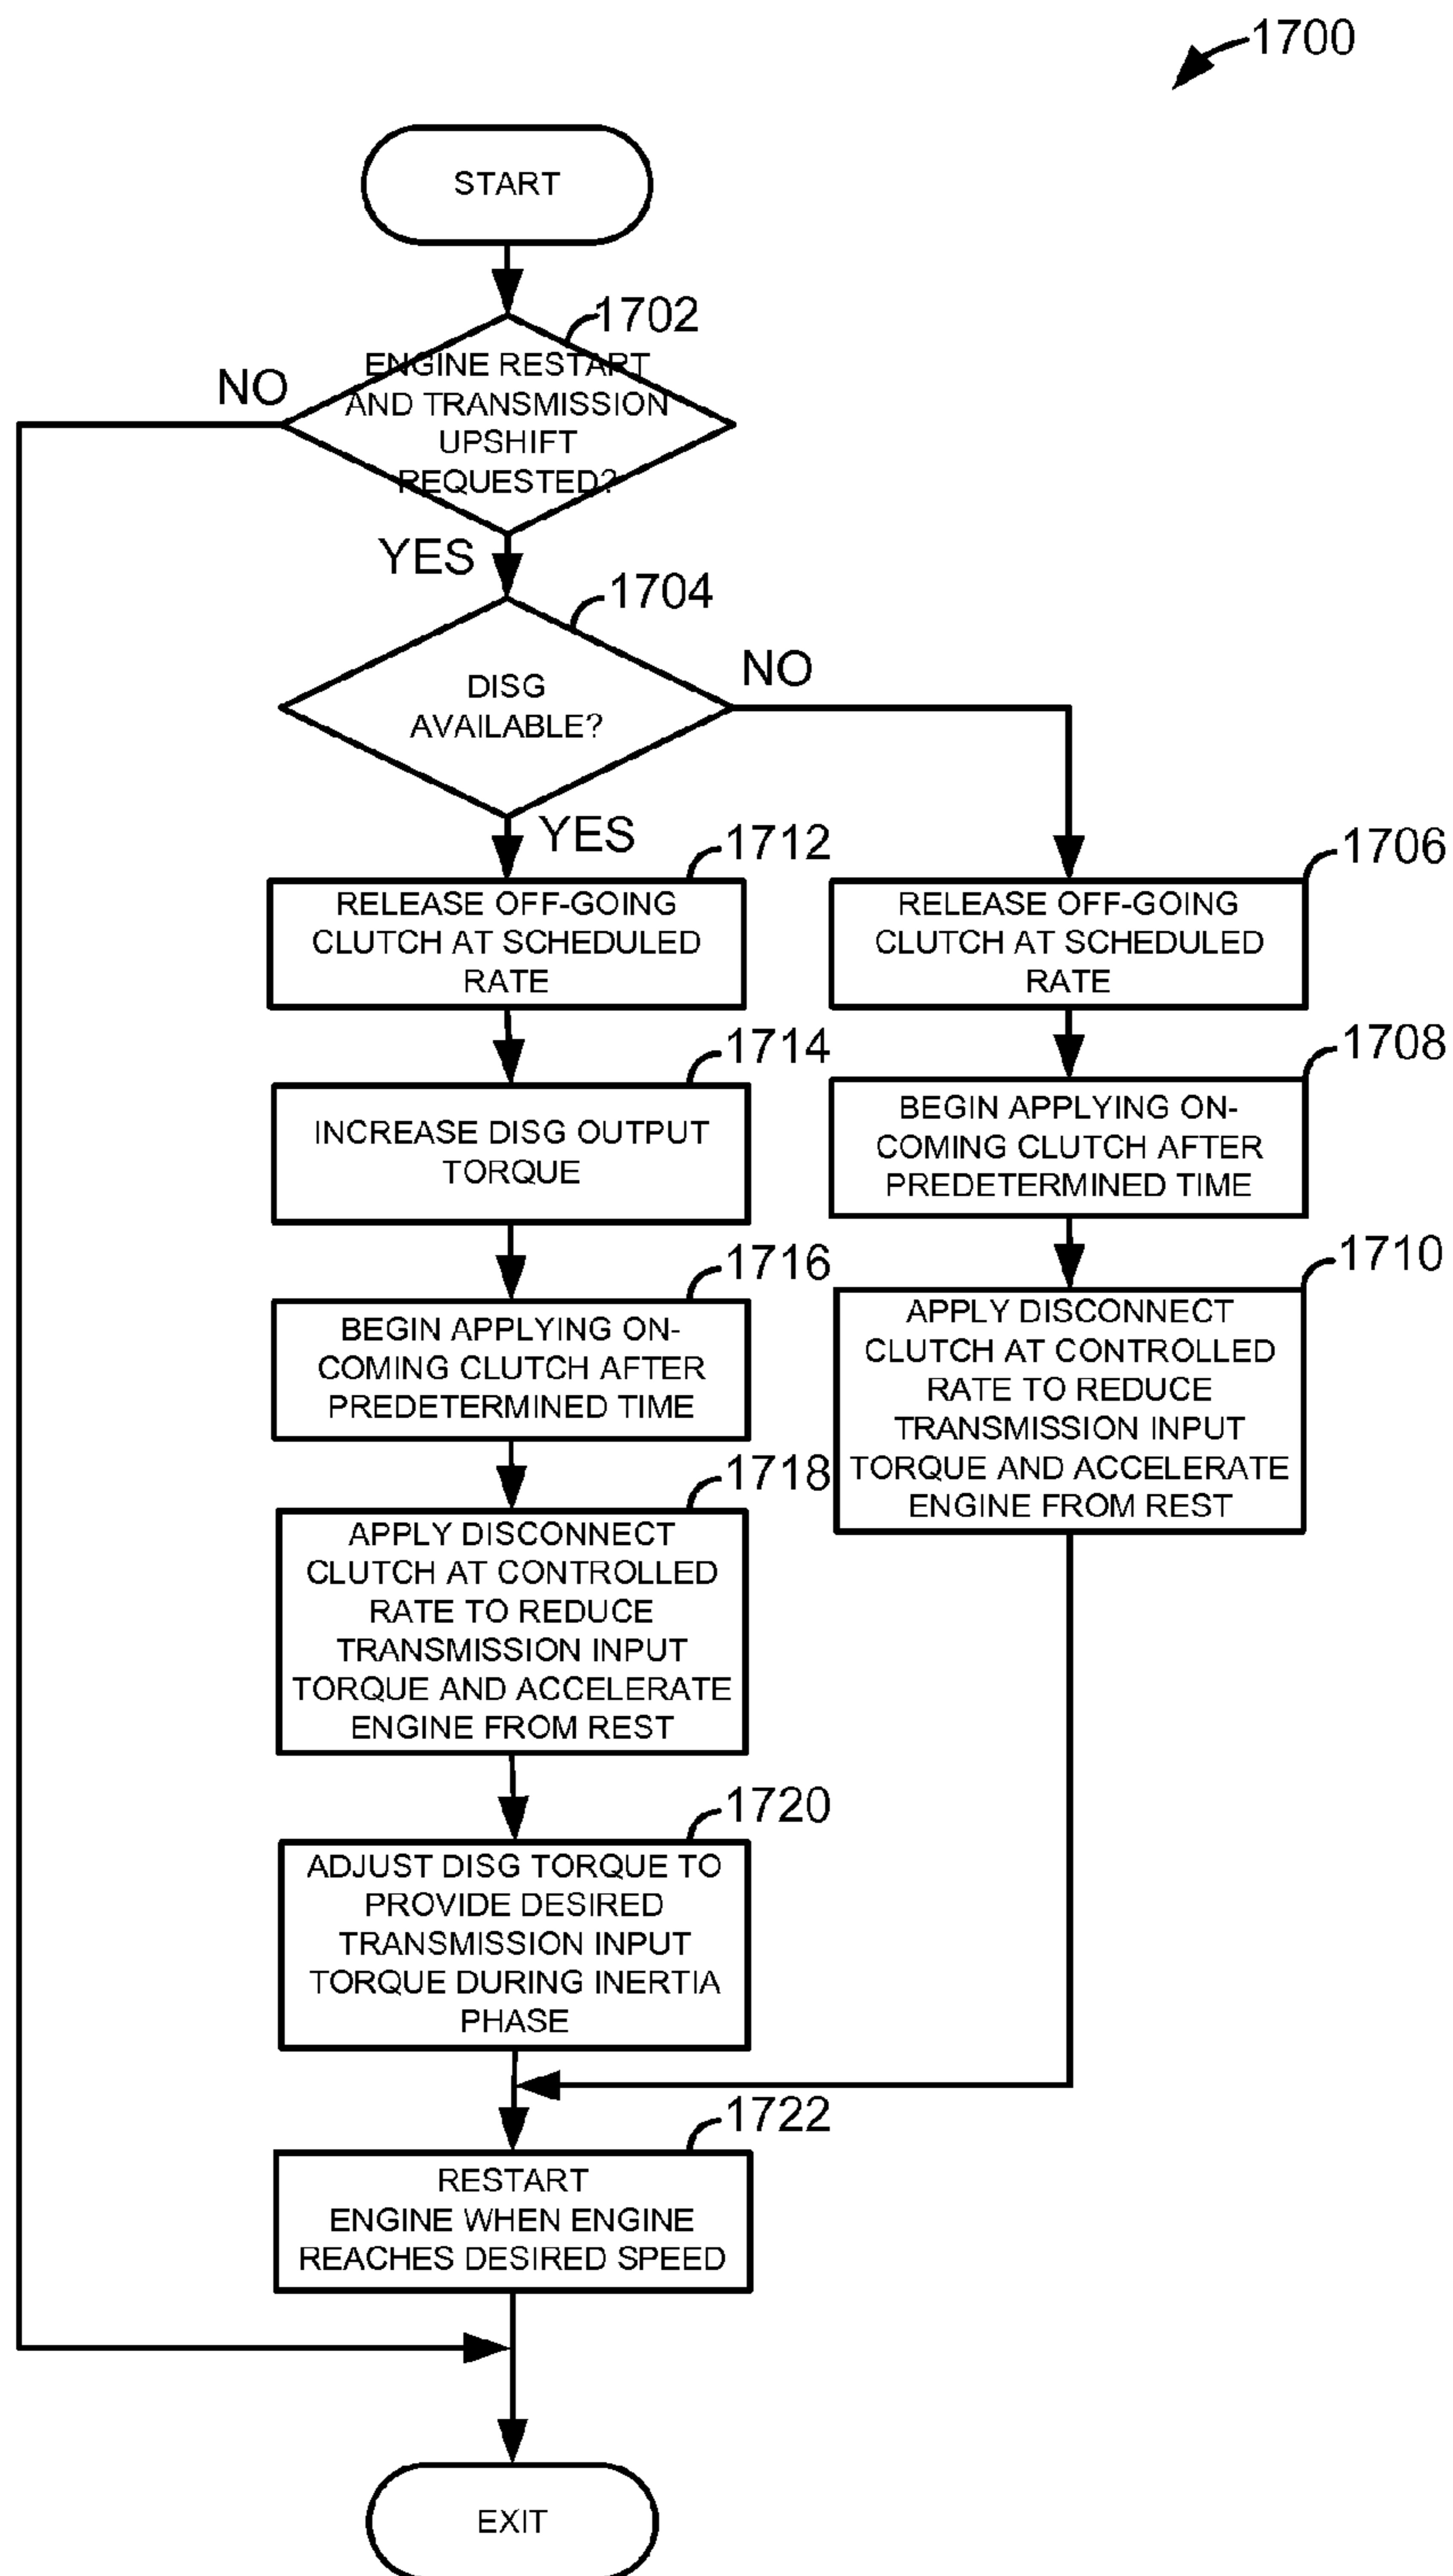 1700
START
1702
ENGINE RESTART
AND TRANSMISSION
UPSHIFT
REQUESTED?
NO
YES
1704
DISG
AVAILABLE?
NO
YES
1712
RELEASE OFF-GOING
CLUTCH AT SCHEDULED
RATE
1706
RELEASE OFF-GOING
CLUTCH AT SCHEDULED
RATE
1714
INCREASE DISG OUTPUT
TORQUE
1708
BEGIN APPLYING ON-
COMING CLUTCH AFTER
PREDETERMINED TIME
1716
BEGIN APPLYING ON-
COMING CLUTCH AFTER
PREDETERMINED TIME
1710
APPLY DISCONNECT
CLUTCH AT CONTROLLED
RATE TO REDUCE
TRANSMISSION INPUT
TORQUE AND ACCELERATE
ENGINE FROM REST
1718
APPLY DISCONNECT
CLUTCH AT CONTROLLED
RATE TO REDUCE
TRANSMISSION INPUT
TORQUE AND ACCELERATE
ENGINE FROM REST
1720
ADJUST DISG TORQUE TO
PROVIDE DESIRED
TRANSMISSION INPUT
TORQUE DURING INERTIA
PHASE
1722
RESTART
ENGINE WHEN ENGINE
REACHES DESIRED SPEED
EXIT